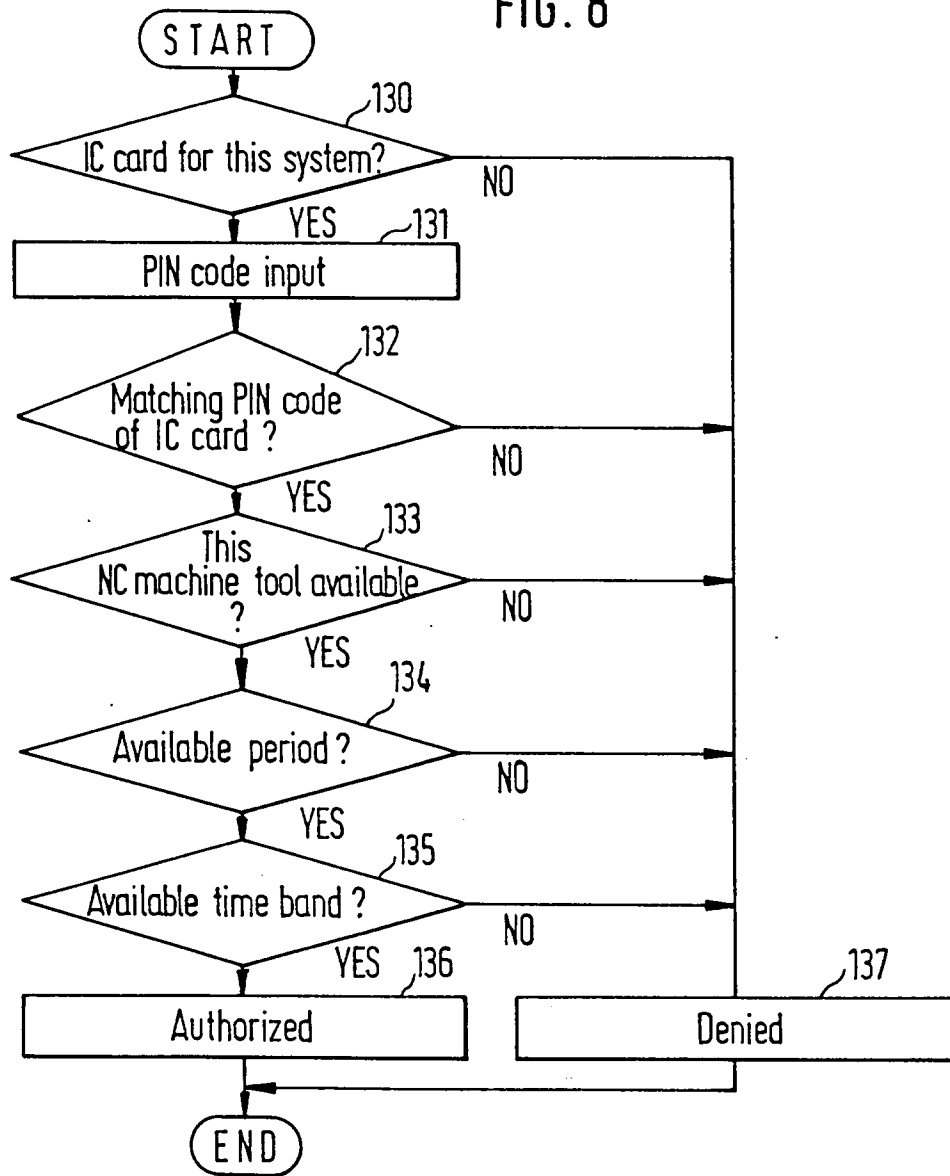 FIG. 8
START
130
IC card for this system?
NO
YES
131
PIN code input
132
Matching PIN code
of IC card ?
NO
YES
133
This
NC machine tool available
?
NO
YES
134
Available period ?
NO
YES
135
Available time band ?
NO
YES
136
Authorized
137
Denied
END